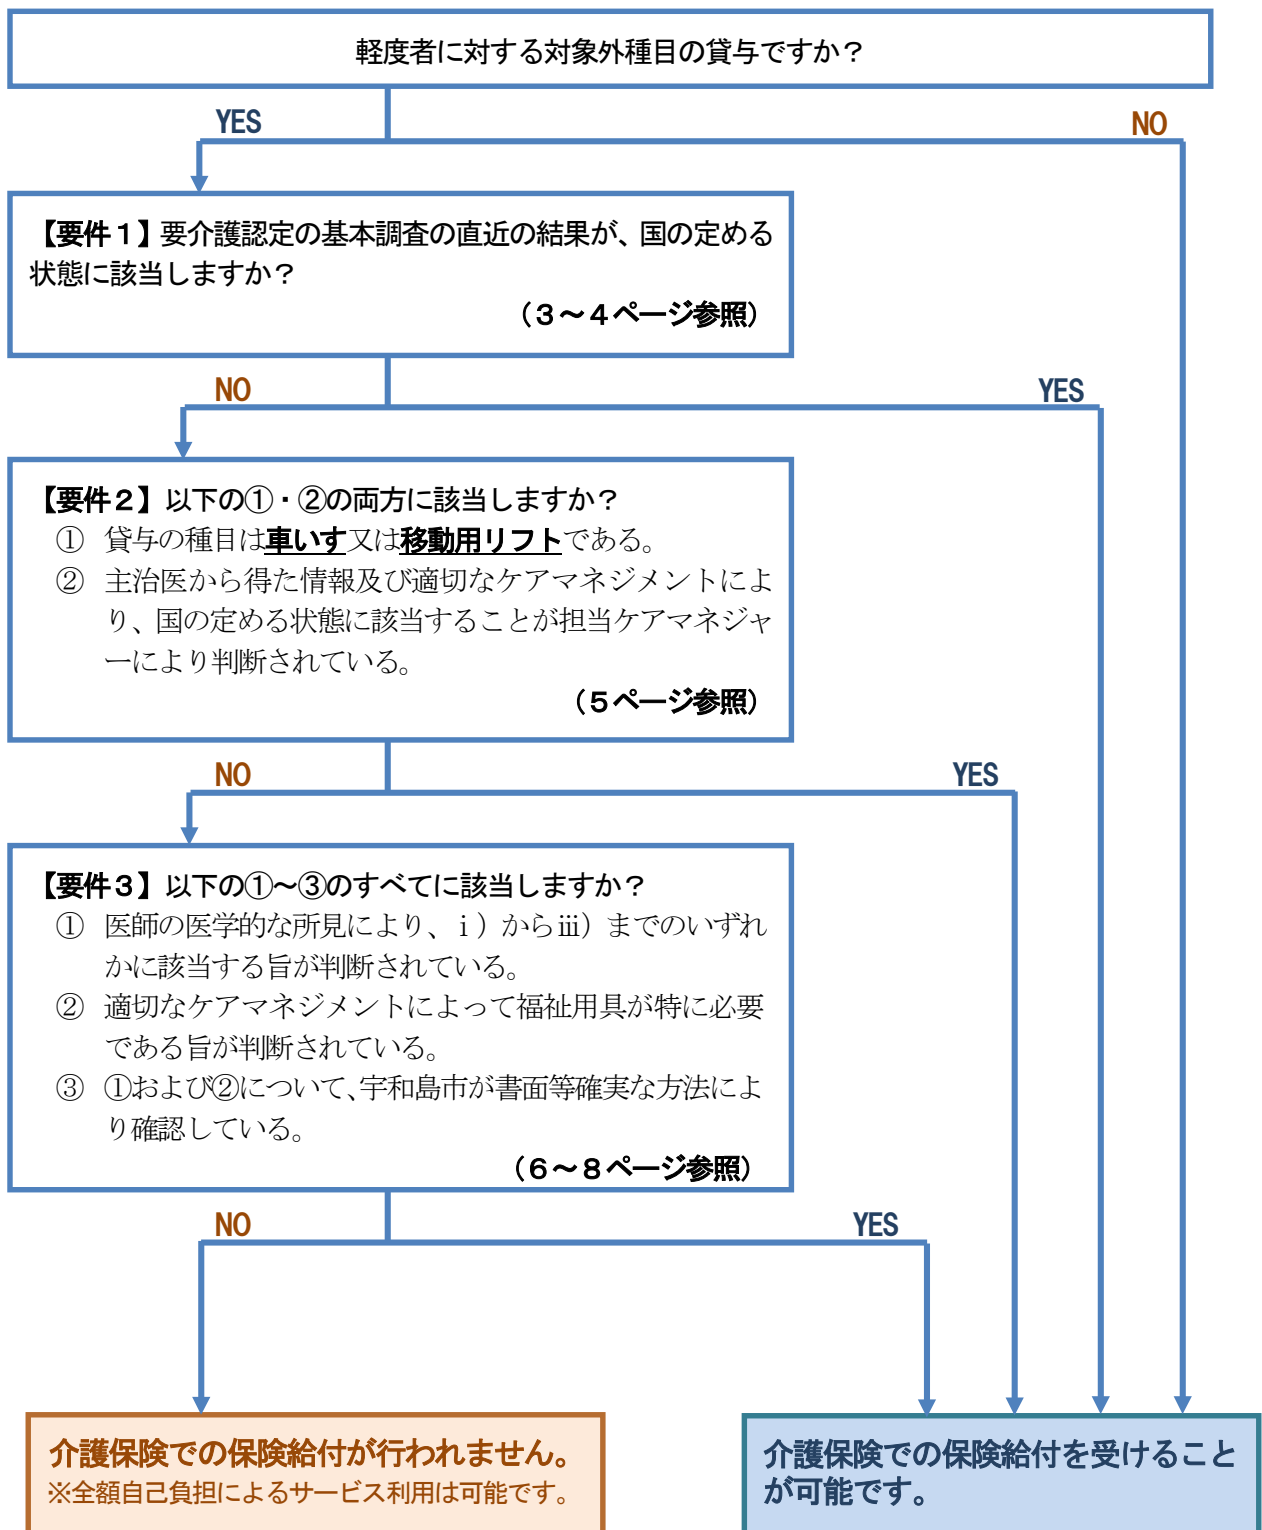 軽度者に対する対象外種目の貸与ですか？
YES
NO
【要件１】要介護認定の基本調査の直近の結果が、国の定める
状態に該当しますか？
（３～４ページ参照）
NO
YES
【要件２】以下の①・②の両方に該当しますか？
① 貸与の種目は車いす又は移動用リフトである。
② 主治医から得た情報及び適切なケアマネジメントによ
り、国の定める状態に該当することが担当ケアマネジャ
ーにより判断されている。
（５ページ参照）
NO
YES
【要件３】以下の①～③のすべてに該当しますか？
① 医師の医学的な所見により、ⅰ）からⅲ）までのいずれ
かに該当する旨が判断されている。
② 適切なケアマネジメントによって福祉用具が特に必要
である旨が判断されている。
③ ①および②について、宇和島市が書面等確実な方法によ
り確認している。
（６～８ページ参照）
NO
YES
介護保険での保険給付が行われません。
※全額自己負担によるサービス利用は可能です。
介護保険での保険給付を受けること
が可能です。